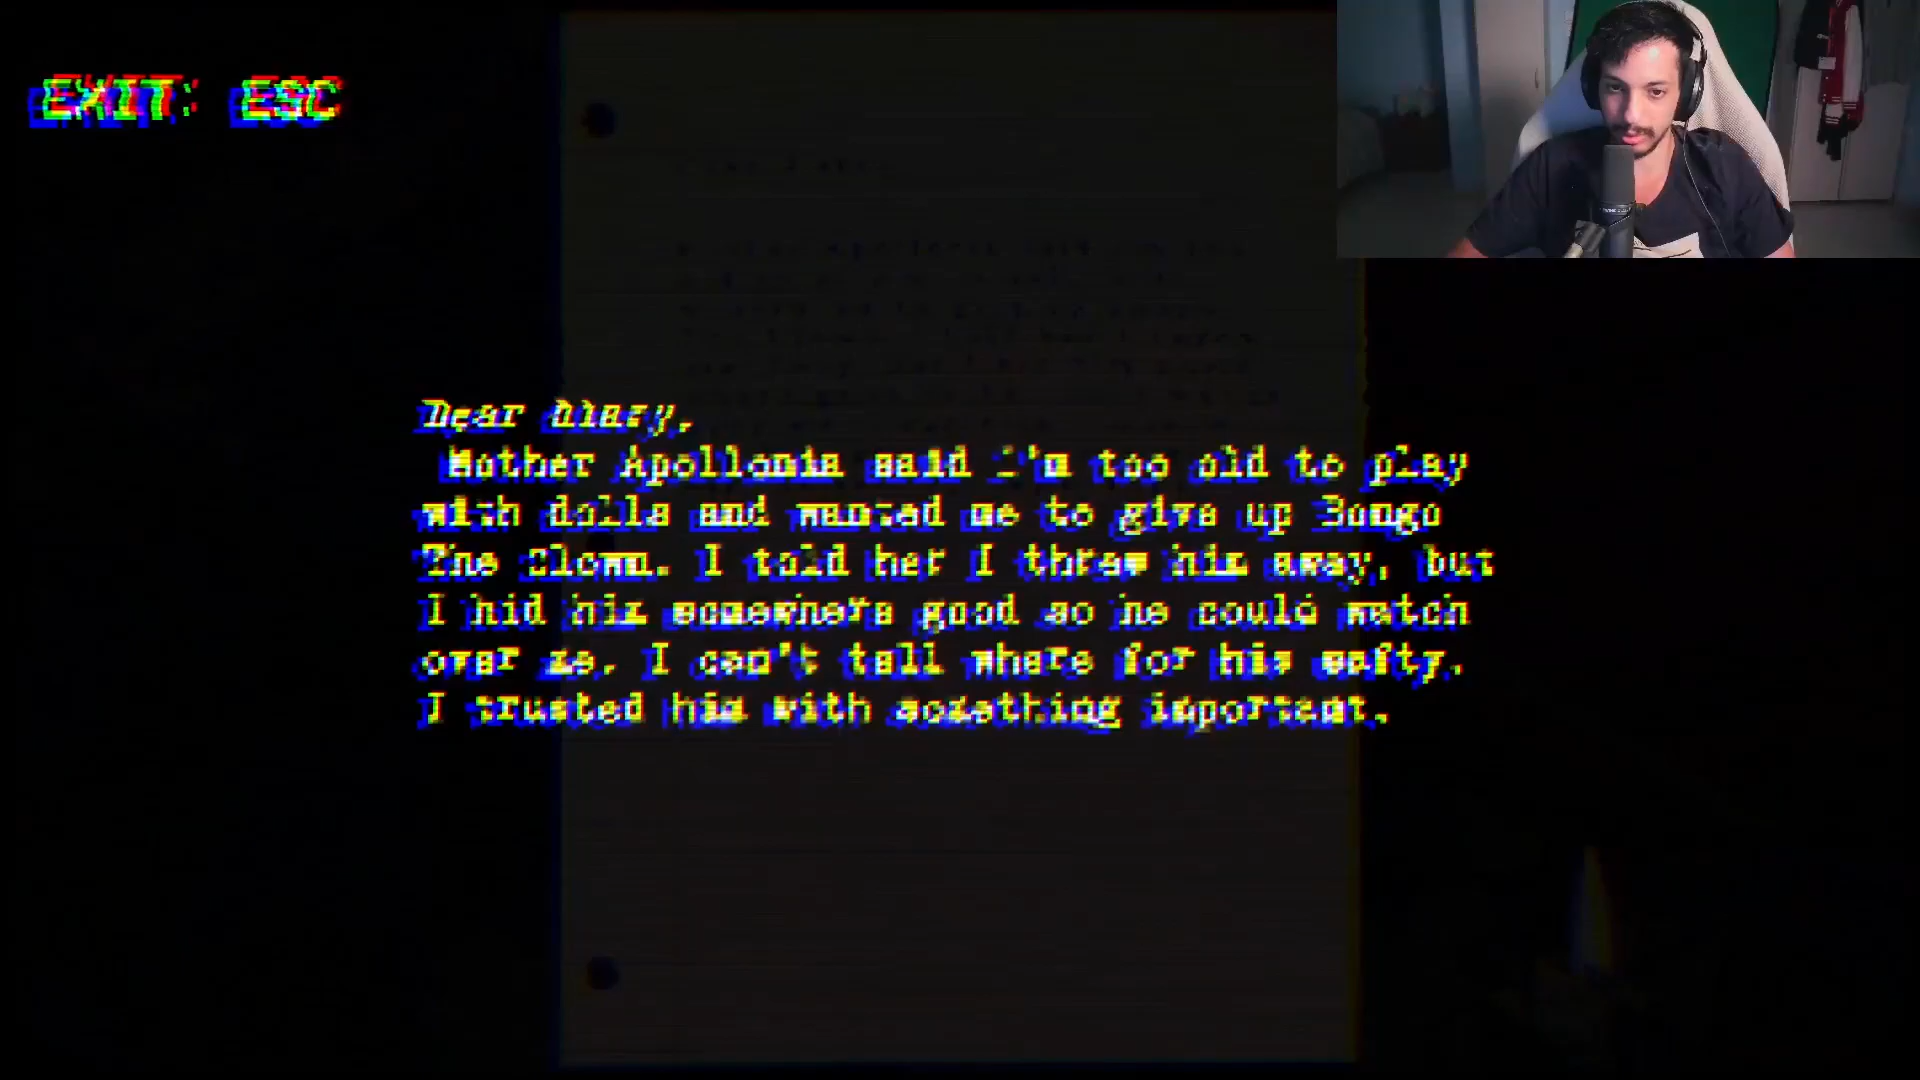 EXIT: ESC
Dear diary,
Mother Apollonia said I'm too old to play
with dolls and wanted me to give up Bongo
The Clown. I told her I threw him away, but
I hid him somewhere good so he could watch
over me. I can't tell where for his safty.
I trusted him with something important.